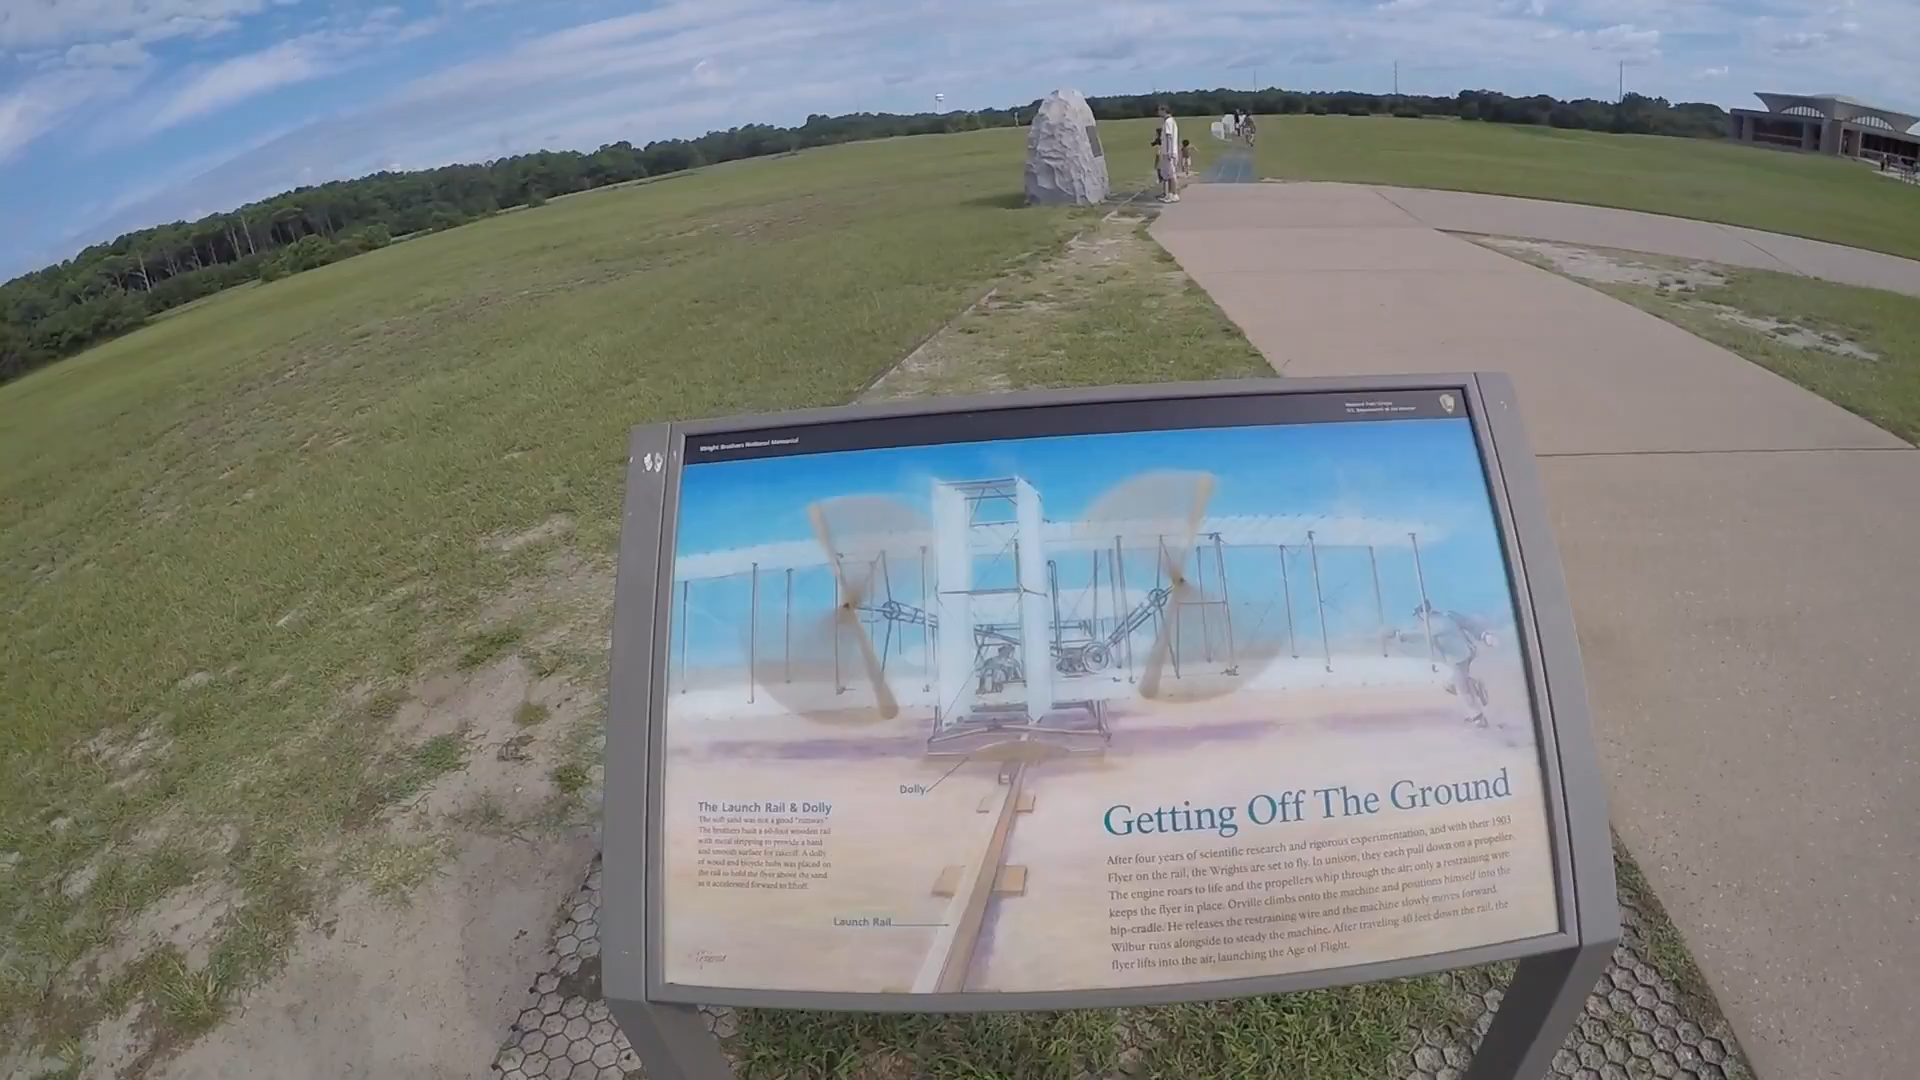 Wright Brothers National Memorial
National Park Service
U.S. Department of the Interior
Dolly
The Launch Rail & Dolly
The soft sand was not a good "runway."
The brothers built a 60-foot wooden rail
with metal stripping to provide a hard
and smooth surface for takeoff. A dolly
of wood and bicycle hubs was placed on
the rail to hold the flyer above the sand
as it accelerated forward to liftoff.
Launch Rail
Getting Off The Ground
After four years of scientific research and rigorous experimentation, and with their 1903
Flyer on the rail, the Wrights are set to fly. In unison, they each pull down on a propeller.
The engine roars to life and the propellers whip through the air; only a restraining wire
keeps the flyer in place. Orville climbs onto the machine and positions himself into the
hip-cradle. He releases the restraining wire and the machine slowly moves forward.
Wilbur runs alongside to steady the machine. After traveling 40 feet down the rail, the
flyer lifts into the air, launching the Age of Flight.